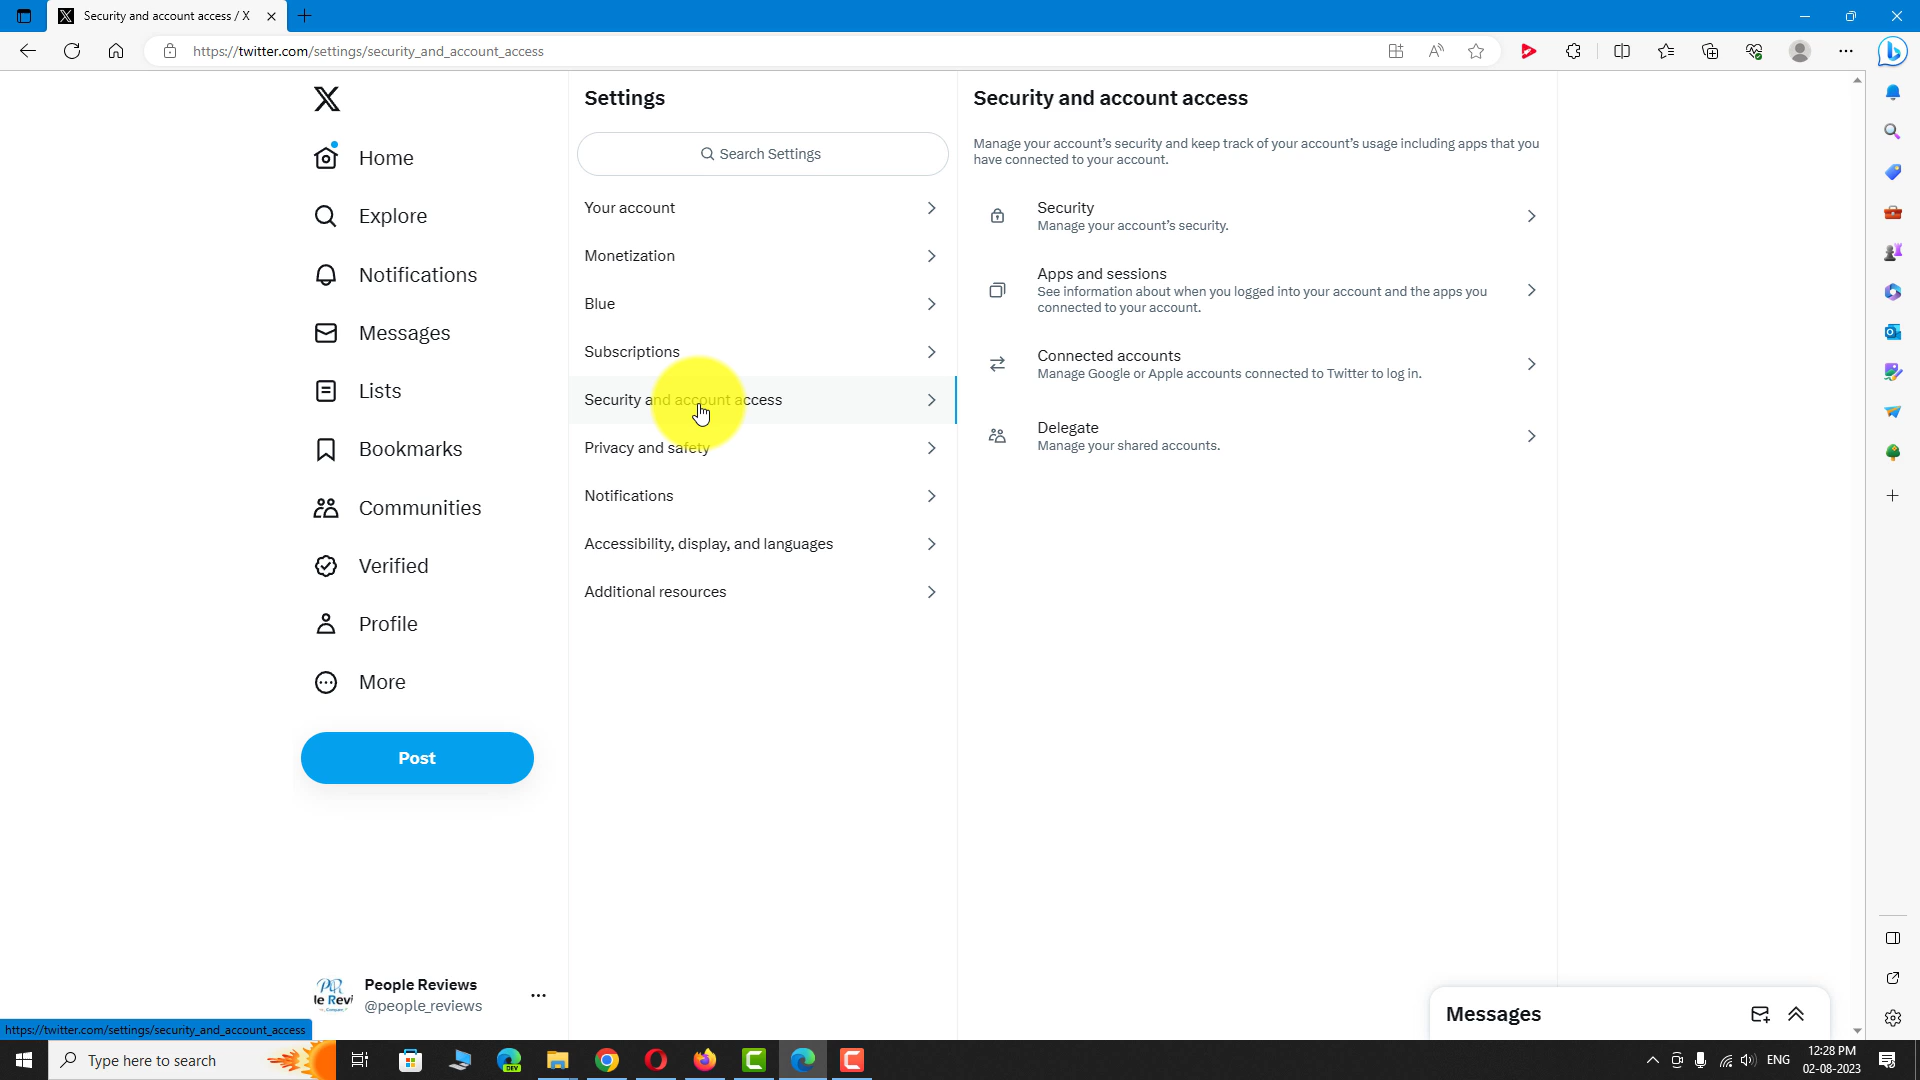 Security and account access / X
https://twitter.com/settings/security_and_account_access
Home
Explore
Notifications
Messages
Lists
Bookmarks
Communities
Verified
Profile
More
Post
People Reviews
@people_reviews
Settings
Search Settings
Your account
Monetization
Blue
Subscriptions
Security and account access
Privacy and safety
Notifications
Accessibility, display, and languages
Additional resources
Security and account access
Manage your account’s security and keep track of your account’s usage including apps that you
have connected to your account.
Security
Manage your account’s security.
Apps and sessions
See information about when you logged into your account and the apps you
connected to your account.
Connected accounts
Manage Google or Apple accounts connected to Twitter to log in.
Delegate
Manage your shared accounts.
Messages
https://twitter.com/settings/security_and_account_access
Type here to search
DEV
ENG
12:28 PM
02-08-2023